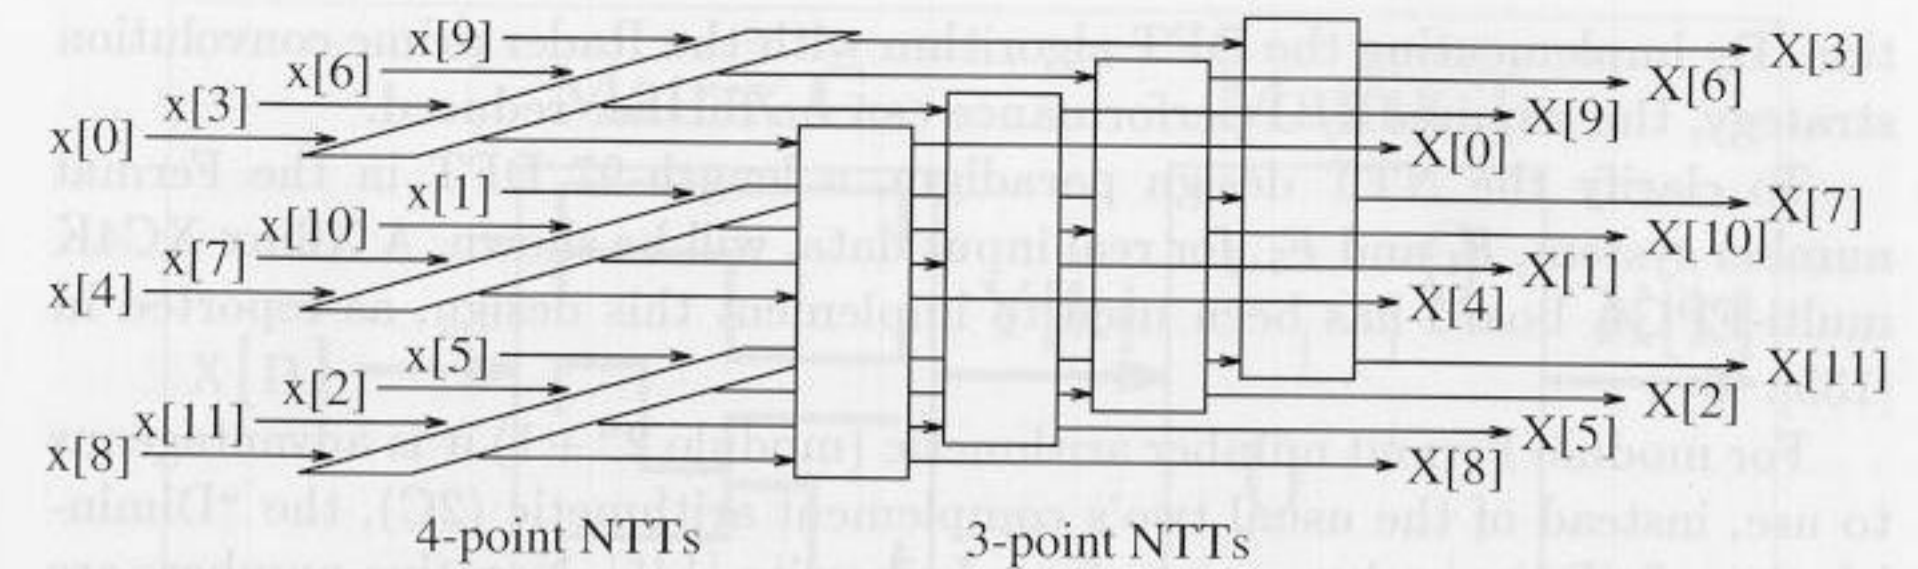 x[9]
X[3]
x[6]
X[6]
x[3]
X[9]
x[0]
X[0]
x[1]
X[7]
x[10]
X[10]
x[7]
X[1]
x[4]
X[4]
x[5]
X[11]
x[2]
X[2]
x[11]
X[5]
x[8]
X[8]
4-point NTTs
3-point NTTs